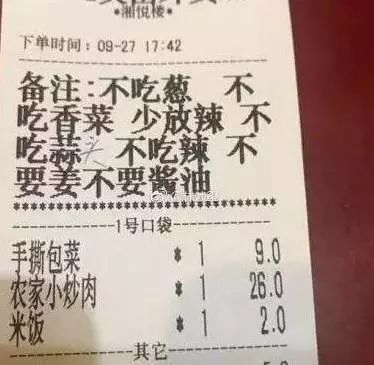 •湘悦楼•
下单时间：09-27 17:42
备注:不吃葱 不
吃香菜 少放辣 不
吃蒜头 不吃辣 不
要姜不要酱油
1号口袋
手撕包菜 * 1 9.0
农家小炒肉 * 1 26.0
米饭 * 1 2.0
其它